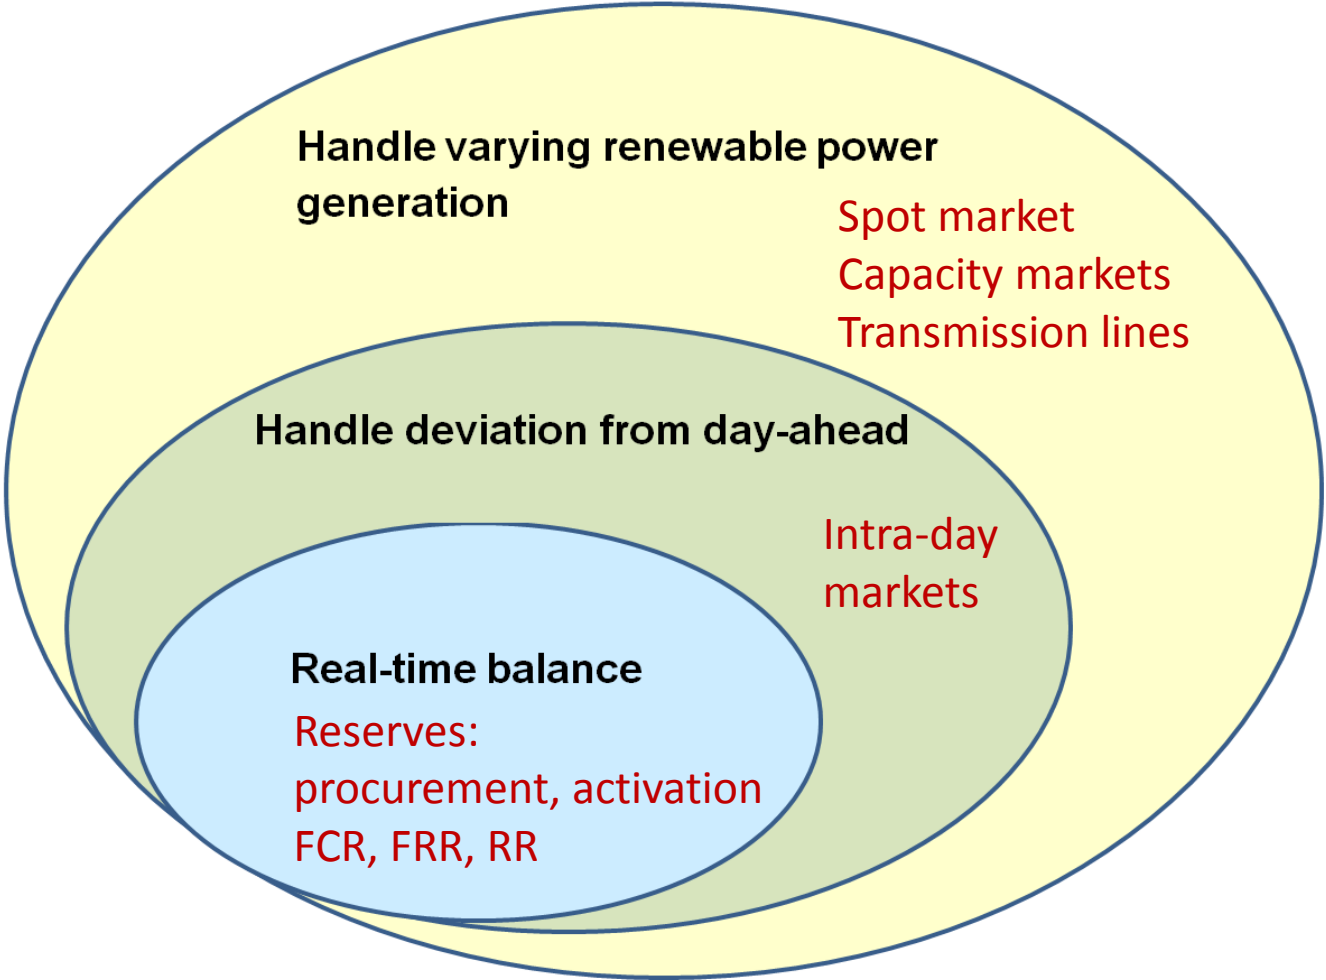 Handle varying renewable power
generation
Spot market
Capacity markets
Transmission lines
Handle deviation from day-ahead
Intra-day
markets
Real-time balance
Reserves:
procurement, activation
FCR, FRR, RR